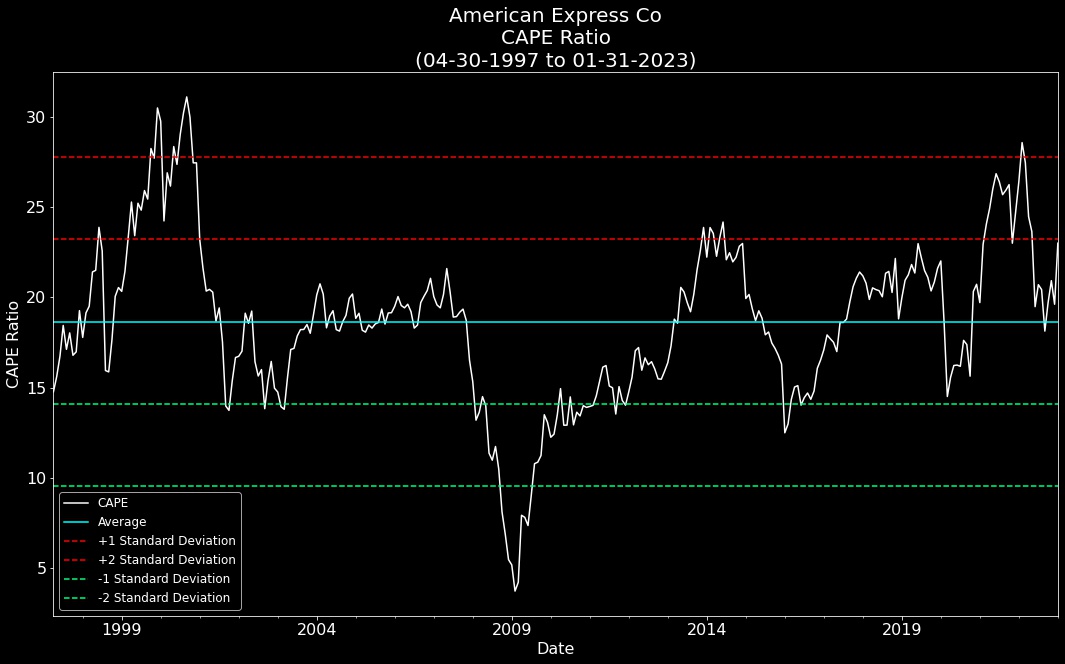 American Express Co
CAPE Ratio
(04-30-1997 to 01-31-2023)
CAPE Ratio
30
25
20
15
10
5
CAPE
Average
+1 Standard Deviation
+2 Standard Deviation
-1 Standard Deviation
-2 Standard Deviation
1999 2004 2009 2014 2019
Date